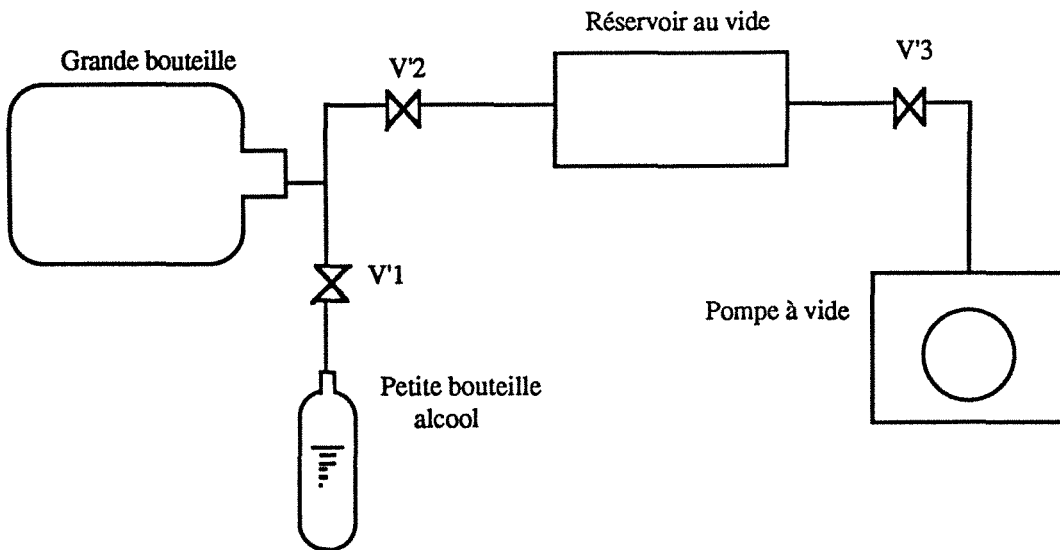 Réservoir au vide
Grande bouteille
V'2
V'3
V'1
Pompe à vide
Petite bouteille
alcool